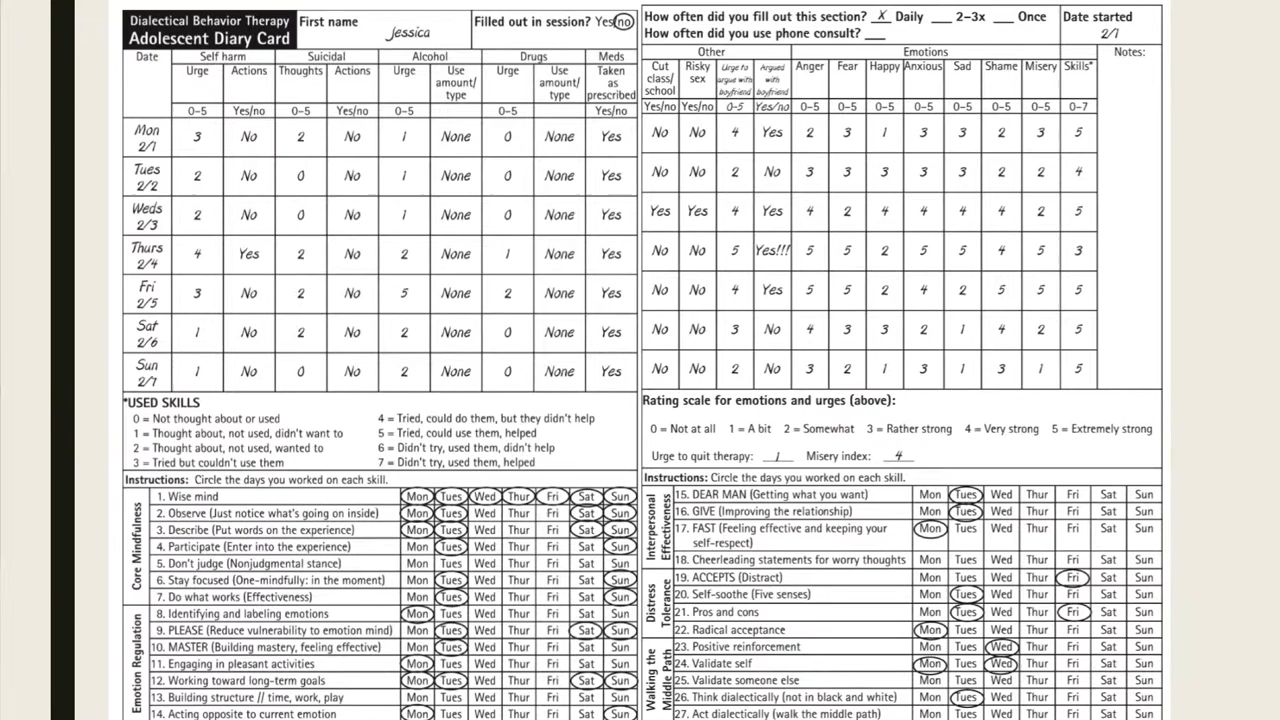 Dialectical Behavior Therapy
Adolescent Diary Card
First name
Jessica
Filled out in session? Yes/no
How often did you fill out this section? X Daily ___ 2–3x ___ Once
How often did you use phone consult? ___
Date started
2/1
Date Self harm Suicidal Alcohol Drugs Meds
Urge Actions Thoughts Actions Urge Use amount/ type Urge Use amount/ type Taken as prescribed
0–5 Yes/no 0–5 Yes/no 0–5 0–5 Yes/no
Mon 2/1 3 No 2 No 1 None 0 None Yes
Tues 2/2 2 No 0 No 1 None 0 None Yes
Weds 2/3 2 No 0 No 1 None 0 None Yes
Thurs 2/4 4 Yes 2 No 2 None 1 None Yes
Fri 2/5 3 No 2 No 5 None 2 None Yes
Sat 2/6 1 No 2 No 2 None 0 None Yes
Sun 2/7 1 No 0 No 2 None 0 None Yes
Other Emotions Notes:
Cut class/ school Risky sex Urge to argue with boyfriend Argued with boyfriend Anger Fear Happy Anxious Sad Shame Misery Skills*
Yes/no Yes/no 0–5 Yes/no 0–5 0–5 0–5 0–5 0–5 0–5 0–5 0–7
No No 4 Yes 2 3 1 3 3 2 3 5
No No 2 No 3 3 3 3 3 2 2 4
Yes Yes 4 Yes 4 2 4 4 4 4 2 5
No No 5 Yes!!! 5 5 2 5 5 4 5 3
No No 4 Yes 5 5 2 4 2 5 5 5
No No 3 No 4 3 3 2 1 4 2 5
No No 2 No 3 2 1 3 1 3 1 5
*USED SKILLS
0 = Not thought about or used
1 = Thought about, not used, didn't want to
2 = Thought about, not used, wanted to
3 = Tried but couldn't use them
4 = Tried, could do them, but they didn't help
5 = Tried, could use them, helped
6 = Didn't try, used them, didn't help
7 = Didn't try, used them, helped
Rating scale for emotions and urges (above):
0 = Not at all 1 = A bit 2 = Somewhat 3 = Rather strong 4 = Very strong 5 = Extremely strong
Urge to quit therapy: 1 Misery index: 4
Instructions: Circle the days you worked on each skill.
Core Mindfulness
1. Wise mind Mon Tues Wed Thur Fri Sat Sun
2. Observe (Just notice what's going on inside) Mon Tues Wed Thur Fri Sat Sun
3. Describe (Put words on the experience) Mon Tues Wed Thur Fri Sat Sun
4. Participate (Enter into the experience) Mon Tues Wed Thur Fri Sat Sun
5. Don't judge (Nonjudgmental stance) Mon Tues Wed Thur Fri Sat Sun
6. Stay focused (One-mindfully: in the moment) Mon Tues Wed Thur Fri Sat Sun
7. Do what works (Effectiveness) Mon Tues Wed Thur Fri Sat Sun
Emotion Regulation
8. Identifying and labeling emotions Mon Tues Wed Thur Fri Sat Sun
9. PLEASE (Reduce vulnerability to emotion mind) Mon Tues Wed Thur Fri Sat Sun
10. MASTER (Building mastery, feeling effective) Mon Tues Wed Thur Fri Sat Sun
11. Engaging in pleasant activities Mon Tues Wed Thur Fri Sat Sun
12. Working toward long-term goals Mon Tues Wed Thur Fri Sat Sun
13. Building structure // time, work, play Mon Tues Wed Thur Fri Sat Sun
14. Acting opposite to current emotion Mon Tues Wed Thur Fri Sat Sun
Instructions: Circle the days you worked on each skill.
Interpersonal Effectiveness
15. DEAR MAN (Getting what you want) Mon Tues Wed Thur Fri Sat Sun
16. GIVE (Improving the relationship) Mon Tues Wed Thur Fri Sat Sun
17. FAST (Feeling effective and keeping your Mon Tues Wed Thur Fri Sat Sun
self-respect)
18. Cheerleading statements for worry thoughts Mon Tues Wed Thur Fri Sat Sun
Distress Tolerance
19. ACCEPTS (Distract) Mon Tues Wed Thur Fri Sat Sun
20. Self-soothe (Five senses) Mon Tues Wed Thur Fri Sat Sun
21. Pros and cons Mon Tues Wed Thur Fri Sat Sun
22. Radical acceptance Mon Tues Wed Thur Fri Sat Sun
Walking the Middle Path
23. Positive reinforcement Mon Tues Wed Thur Fri Sat Sun
24. Validate self Mon Tues Wed Thur Fri Sat Sun
25. Validate someone else Mon Tues Wed Thur Fri Sat Sun
26. Think dialectically (not in black and white) Mon Tues Wed Thur Fri Sat Sun
27. Act dialectically (walk the middle path) Mon Tues Wed Thur Fri Sat Sun